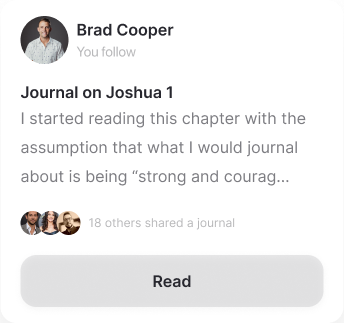 Brad Cooper
You follow
Journal on Joshua 1
I started reading this chapter with the
assumption that what I would journal
about is being “strong and courag...
18 others shared a journal
Read